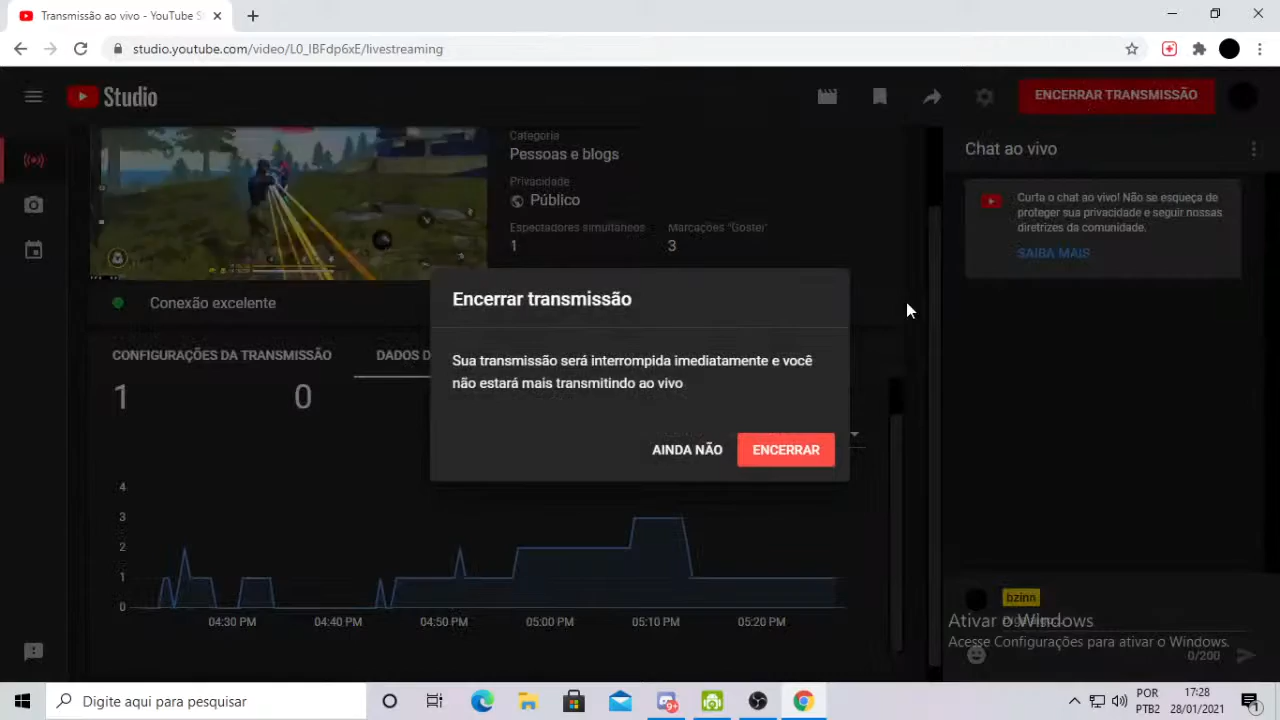 Transmissão ao vivo - YouTube S
studio.youtube.com/video/L0_lBFdp6xE/livestreaming
Studio
ENCERRAR TRANSMISSÃO
Categoria
Pessoas e blogs
Privacidade
Público
Espectadores simultâneos
Marcações "Gostei"
1
3
Chat ao vivo
Curta o chat ao vivo! Não se esqueça de
proteger sua privacidade e seguir nossas
diretrizes da comunidade.
SAIBA MAIS
Conexão excelente
CONFIGURAÇÕES DA TRANSMISSÃO
DADOS D
1
0
Encerrar transmissão
Sua transmissão será interrompida imediatamente e você
não estará mais transmitindo ao vivo
AINDA NÃO
ENCERRAR
4
3
2
1
0
04:30 PM
04:40 PM
04:50 PM
05:00 PM
05:10 PM
05:20 PM
bzinn
Ativar o Windows
Acesse Configurações para ativar o Windows.
0/200
Digite aqui para pesquisar
9+
POR
PTB2
17:28
28/01/2021
1